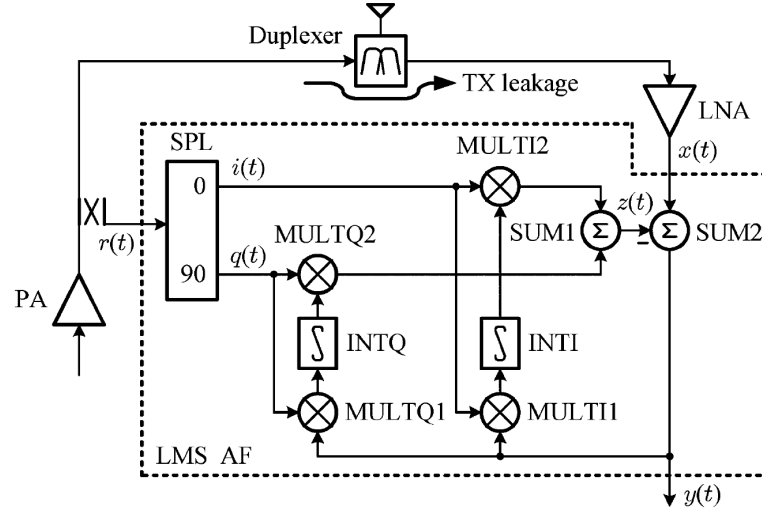 Duplexer
TX leakage
LNA
SPL
MULTI2
x(t)
0
i(t)
z(t)
r(t)
MULTQ2
SUM1
Σ
Σ
SUM2
-
90
q(t)
PA
INTQ
INTI
MULTQ1
MULTI1
LMS AF
y(t)